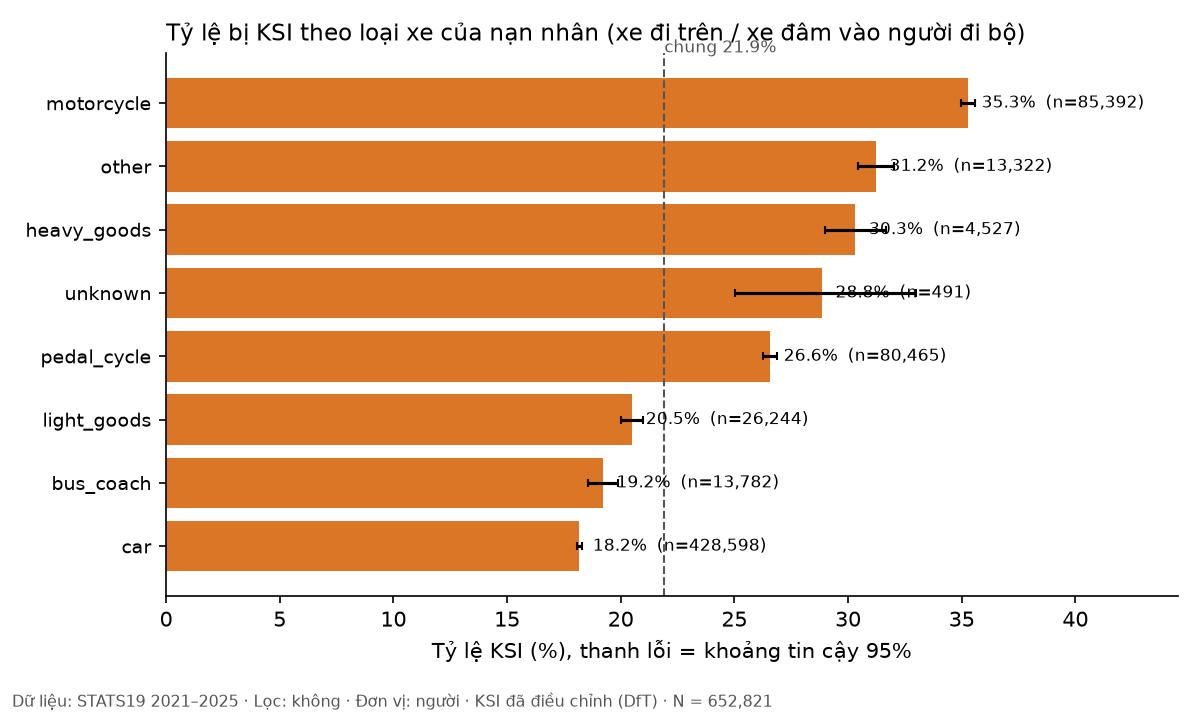 Tỷ lệ bị KSI theo loại xe của nạn nhân (xe đi trên / xe đâm vào người đi bộ)
chung 21.9%
motorcycle 35.3% (n=85,392)
other 31.2% (n=13,322)
heavy_goods 30.3% (n=4,527)
unknown 28.8% (n=491)
pedal_cycle 26.6% (n=80,465)
light_goods 20.5% (n=26,244)
bus_coach 19.2% (n=13,782)
car 18.2% (n=428,598)
0 5 10 15 20 25 30 35 40
Tỷ lệ KSI (%), thanh lỗi = khoảng tin cậy 95%
Dữ liệu: STATS19 2021–2025 · Lọc: không · Đơn vị: người · KSI đã điều chỉnh (DfT) · N = 652,821